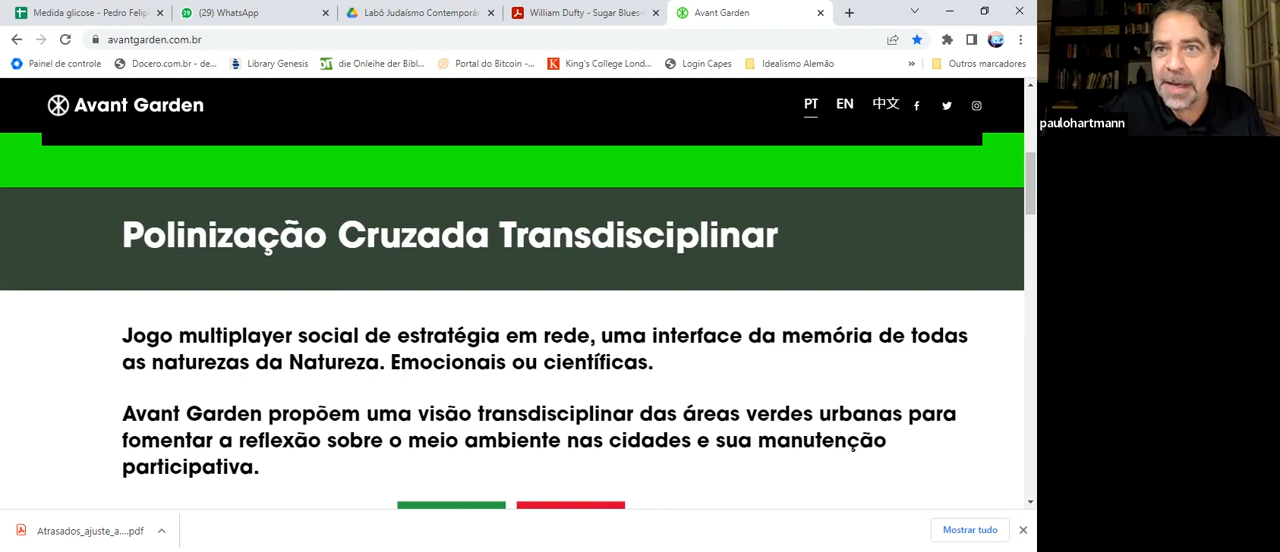 Medida glicose - Pedro Felip
(29) WhatsApp
Labô Judaísmo Contemporâ
William Dufty - Sugar Blues-
Avant Garden
avantgarden.com.br
Painel de controle
Docero.com.br - de...
Library Genesis
die Onleihe der Bibl...
Portal do Bitcoin -...
King's College Lond...
Login Capes
Idealismo Alemão
Outros marcadores
Avant Garden
PT EN 中文
Polinização Cruzada Transdisciplinar
Jogo multiplayer social de estratégia em rede, uma interface da memória de todas
as naturezas da Natureza. Emocionais ou científicas.
Avant Garden propõem uma visão transdisciplinar das áreas verdes urbanas para
fomentar a reflexão sobre o meio ambiente nas cidades e sua manutenção
participativa.
Atrasados_ajuste_a....pdf
Mostrar tudo
paulohartmann